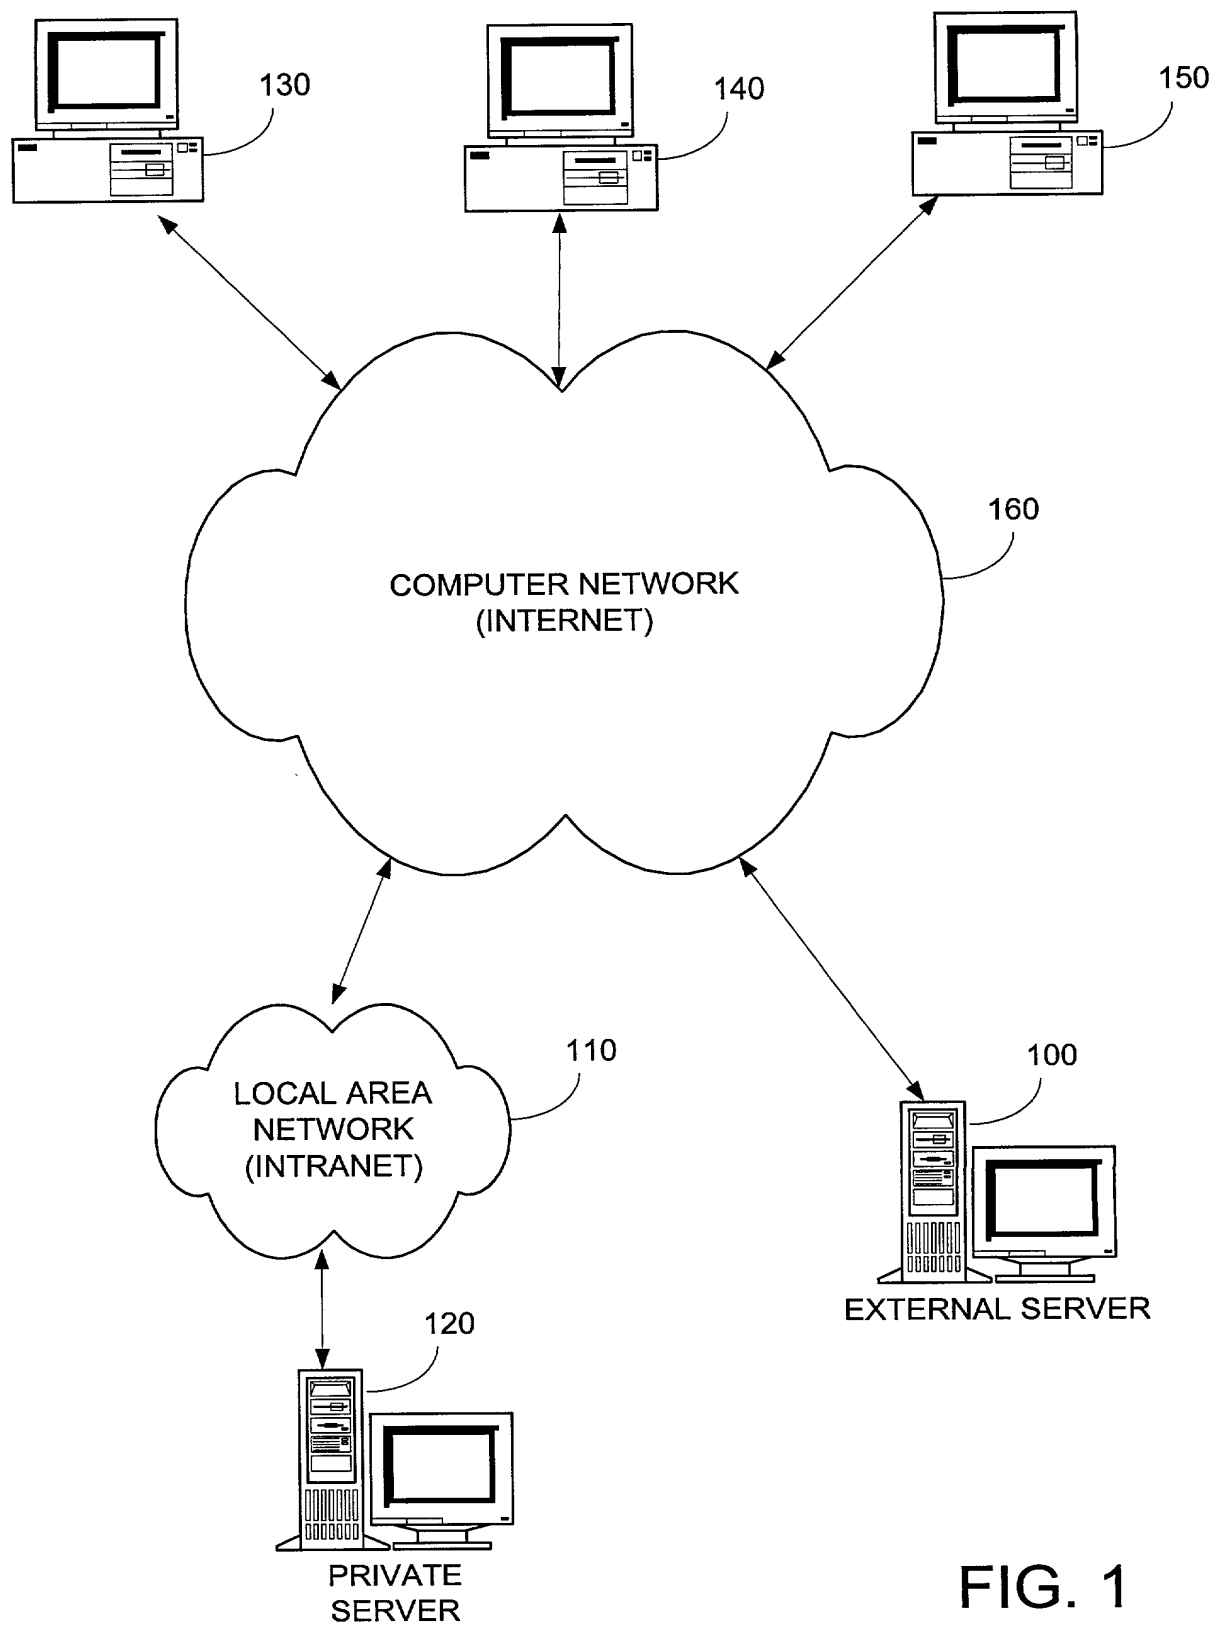 130
140
150
160
COMPUTER NETWORK
(INTERNET)
110
LOCAL AREA
NETWORK
(INTRANET)
100
EXTERNAL SERVER
120
PRIVATE
SERVER
FIG. 1